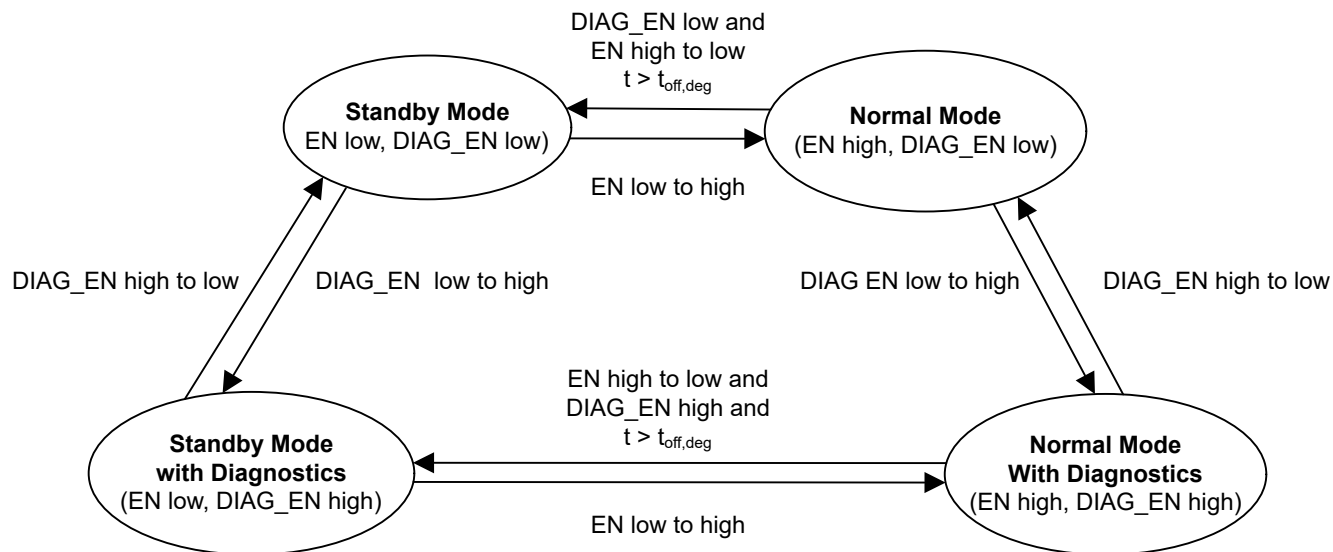 DIAG_EN low and
EN high to low
t > toff,deg
Standby Mode
EN low, DIAG_EN low)
Normal Mode
(EN high, DIAG_EN low)
EN low to high
DIAG_EN high to low
DIAG_EN low to high
DIAG EN low to high
DIAG_EN high to low
EN high to low and
DIAG_EN high and
t > toff,deg
Standby Mode
with Diagnostics
(EN low, DIAG_EN high)
Normal Mode
With Diagnostics
(EN high, DIAG_EN high)
EN low to high